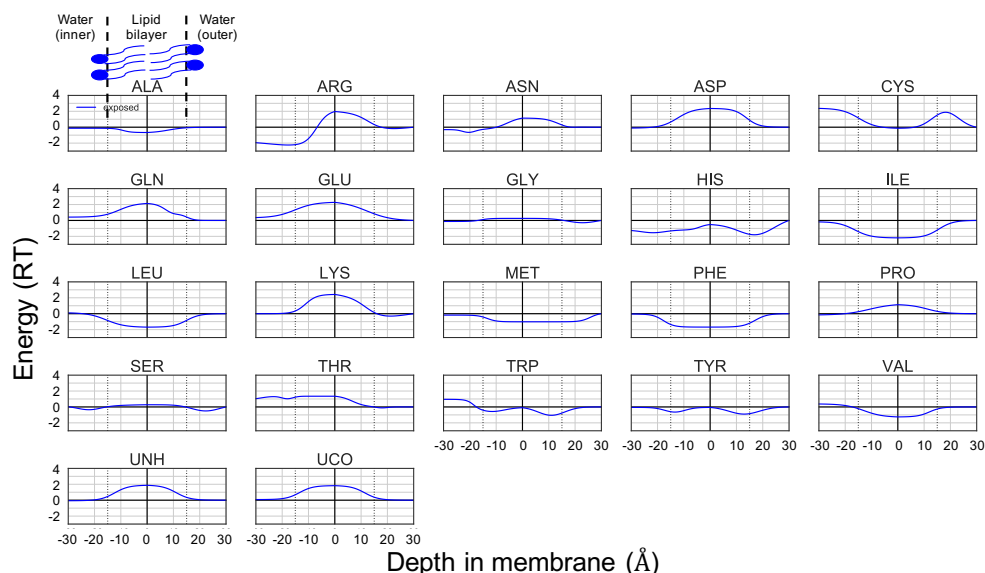 Water Lipid Water
(inner) bilayer (outer)
ALA ARG ASN ASP CYS
4
2
0
-2
exposed
GLN GLU GLY HIS ILE
4
2
0
-2
LEU LYS MET PHE PRO
4
2
0
-2
SER THR TRP TYR VAL
4
2
0
-2
-30 -20 -10 0 10 20 30 -30 -20 -10 0 10 20 30 -30 -20 -10 0 10 20 30
UNH UCO
4
2
0
-2
-30 -20 -10 0 10 20 30 -30 -20 -10 0 10 20 30
Energy (RT)
Depth in membrane (Å)